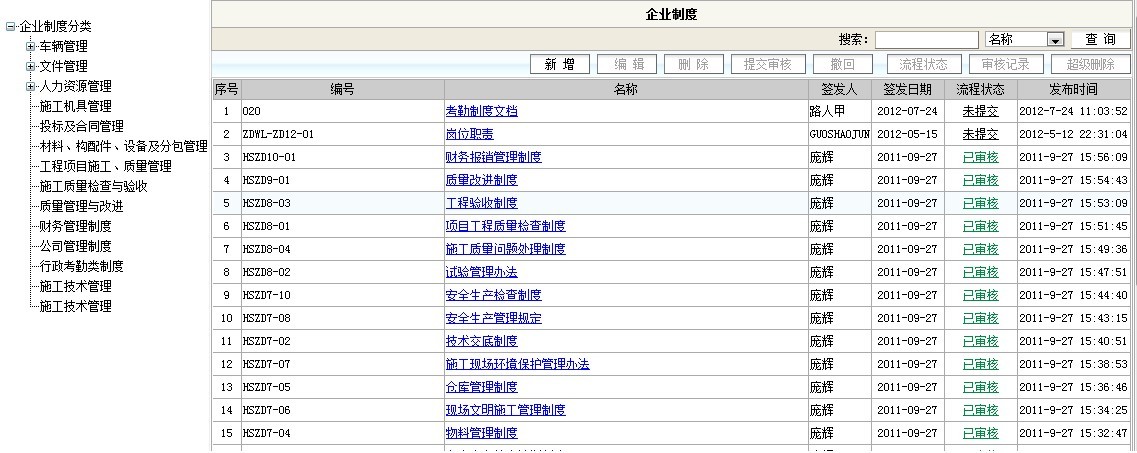 企业制度分类
车辆管理
文件管理
人力资源管理
施工机具管理
投标及合同管理
材料、构配件、设备及分包管理
工程项目施工、质量管理
施工质量检查与验收
质量管理与改进
财务管理制度
公司管理制度
行政考勤类制度
施工技术管理
施工技术管理
企业制度
搜索： 名称 查 询
新 增 编 辑 删 除 提交审核 撤回 流程状态 审核记录 超级删除
序号 编号 名称 签发人 签发日期 流程状态 发布时间
1 020 考勤制度文档 路人甲 2012-07-24 未提交 2012-7-24 11:03:52
2 ZDWL-ZD12-01 岗位职责 GUOSHAOJUN 2012-05-15 未提交 2012-5-12 22:31:04
3 HSZD10-01 财务报销管理制度 庞辉 2011-09-27 已审核 2011-9-27 15:56:09
4 HSZD9-01 质量改进制度 庞辉 2011-09-27 已审核 2011-9-27 15:54:43
5 HSZD8-03 工程验收制度 庞辉 2011-09-27 已审核 2011-9-27 15:53:09
6 HSZD8-01 项目工程质量检查制度 庞辉 2011-09-27 已审核 2011-9-27 15:51:45
7 HSZD8-04 施工质量问题处理制度 庞辉 2011-09-27 已审核 2011-9-27 15:49:36
8 HSZD8-02 试验管理办法 庞辉 2011-09-27 已审核 2011-9-27 15:47:51
9 HSZD7-10 安全生产检查制度 庞辉 2011-09-27 已审核 2011-9-27 15:44:40
10 HSZD7-08 安全生产管理规定 庞辉 2011-09-27 已审核 2011-9-27 15:43:15
11 HSZD7-02 技术交底制度 庞辉 2011-09-27 已审核 2011-9-27 15:40:51
12 HSZD7-07 施工现场环境保护管理办法 庞辉 2011-09-27 已审核 2011-9-27 15:38:53
13 HSZD7-05 仓库管理制度 庞辉 2011-09-27 已审核 2011-9-27 15:36:46
14 HSZD7-06 现场文明施工管理制度 庞辉 2011-09-27 已审核 2011-9-27 15:34:25
15 HSZD7-04 物料管理制度 庞辉 2011-09-27 已审核 2011-9-27 15:32:47